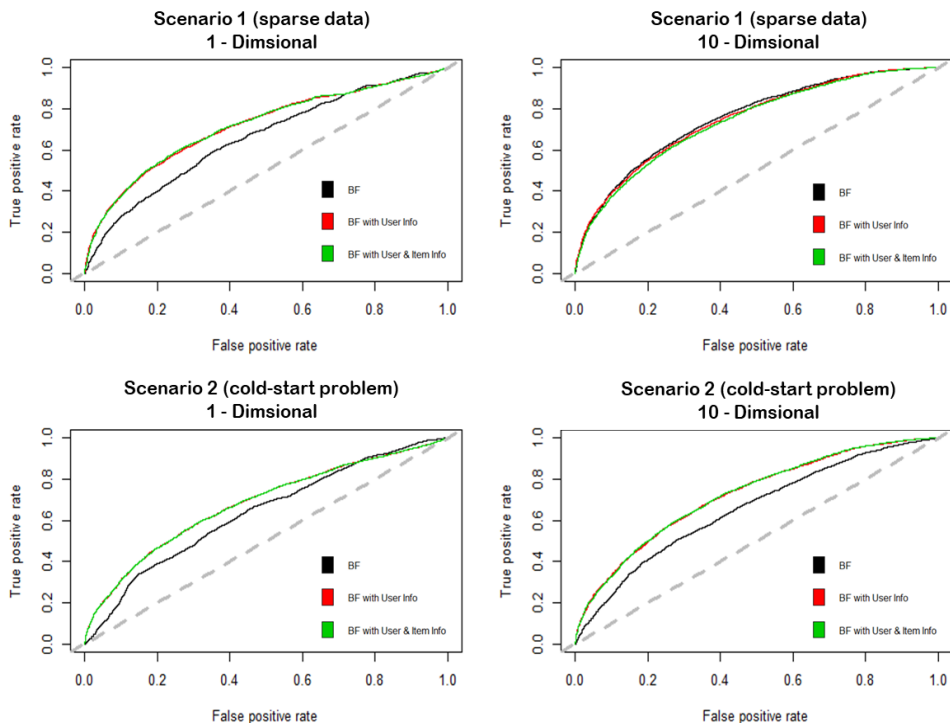 Scenario 1 (sparse data)
1 - Dimsional
True positive rate
0.0 0.2 0.4 0.6 0.8 1.0
BF
BF with User Info
BF with User & Item Info
0.0 0.2 0.4 0.6 0.8 1.0
False positive rate
Scenario 1 (sparse data)
10 - Dimsional
True positive rate
0.0 0.2 0.4 0.6 0.8 1.0
BF
BF with User Info
BF with User & Item Info
0.0 0.2 0.4 0.6 0.8 1.0
False positive rate
Scenario 2 (cold-start problem)
1 - Dimsional
True positive rate
0.0 0.2 0.4 0.6 0.8 1.0
BF
BF with User Info
BF with User & Item Info
0.0 0.2 0.4 0.6 0.8 1.0
False positive rate
Scenario 2 (cold-start problem)
10 - Dimsional
True positive rate
0.0 0.2 0.4 0.6 0.8 1.0
BF
BF with User Info
BF with User & Item Info
0.0 0.2 0.4 0.6 0.8 1.0
False positive rate